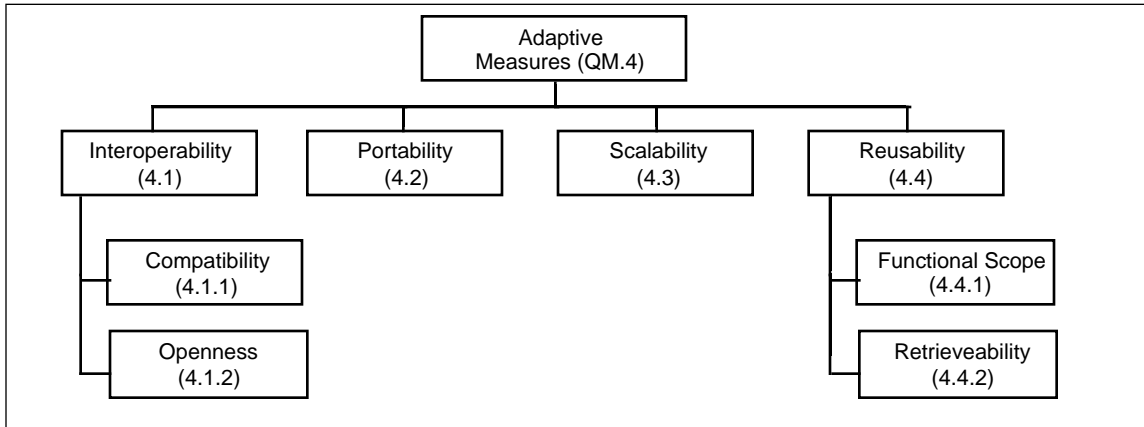 Adaptive
Measures (QM.4)
Interoperability
(4.1)
Portability
(4.2)
Scalability
(4.3)
Reusability
(4.4)
Compatibility
(4.1.1)
Openness
(4.1.2)
Functional Scope
(4.4.1)
Retrieveability
(4.4.2)